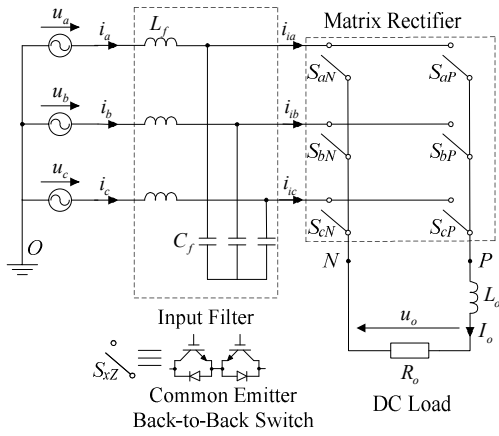 L_f
Matrix Rectifier
u_a
i_a
i_ia
S_aN
S_aP
u_b
i_b
i_ib
S_bN
S_bP
u_c
i_c
i_ic
S_cN
S_cP
C_f
O
N
P
L_o
Input Filter
u_o
I_o
S_xZ
R_o
Common Emitter
Back-to-Back Switch
DC Load